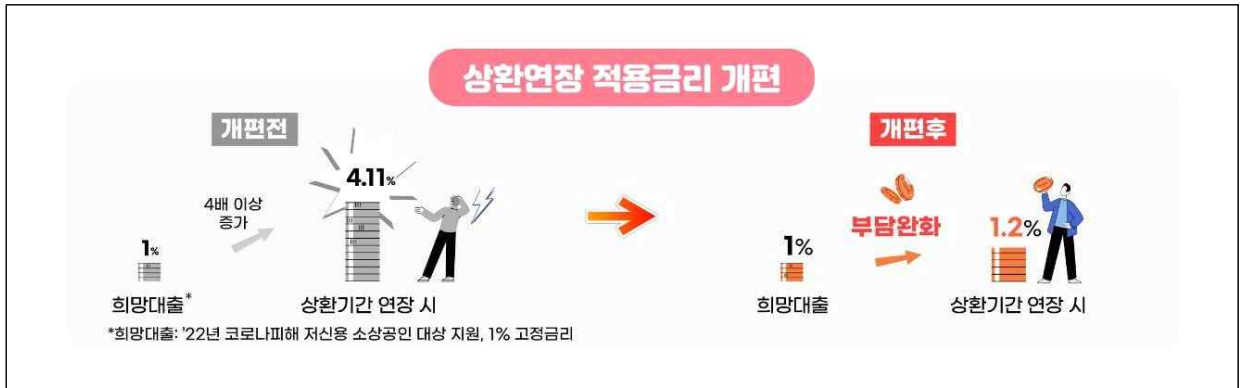 상환연장 적용금리 개편
개편전
4.11%
4배 이상
증가
1%
희망대출*
상환기간 연장 시
개편후
부담완화
1%
1.2%
희망대출
상환기간 연장 시
*희망대출: '22년 코로나피해 저신용 소상공인 대상 지원, 1% 고정금리